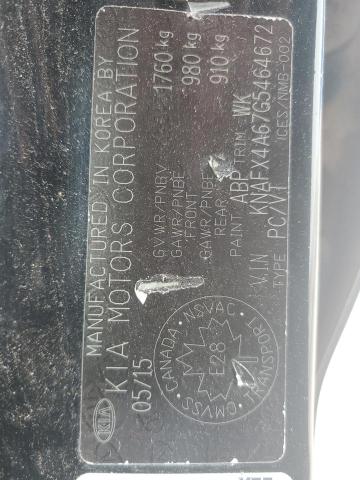 MANUFACTURED IN KOREA BY
KIA MOTORS CORPORATION
05/15
GVWR/PNBV 1760 kg
GAWR/PNBE 980 kg
FRONT
GAWR/PNBE 910 kg
REAR
PAINT ABP TRIM WK
V.I.N KNAFX4A67G5464672
TYPE PC/VT ICES/NMB-002
CANADA NSVAC
E28
CMVSS TRANSPORT
KIA